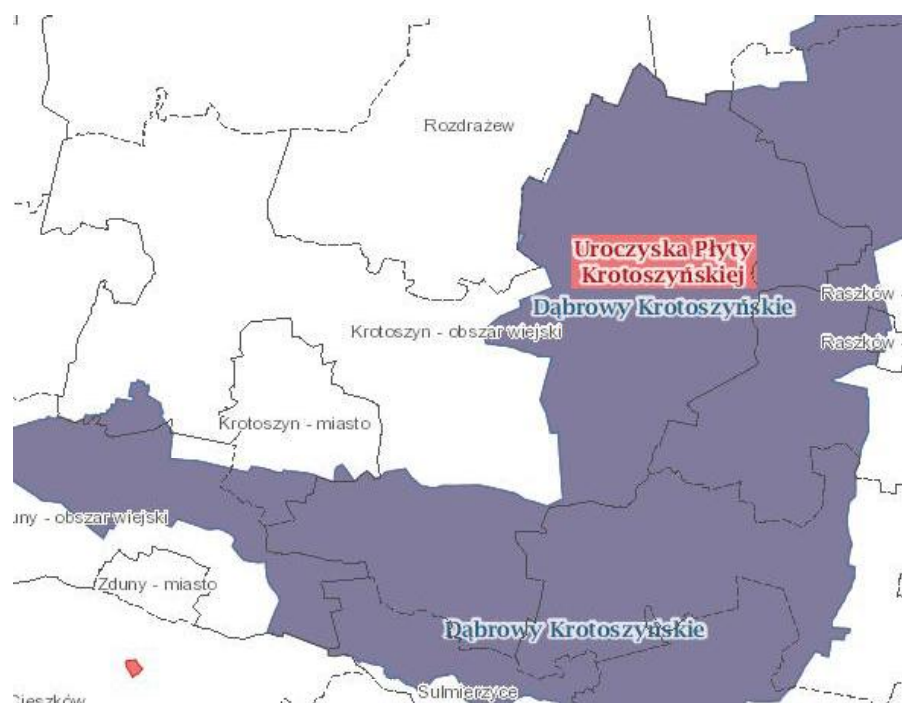 Rozdrażew
Uroczyska Płyty
Krotoszyńskiej
Raszków -
Dąbrowy Krotoszyńskie
Krotoszyn - obszar wiejski
Raszków -
Krotoszyn - miasto
uny - obszar wiejski
Zduny - miasto
Dąbrowy Krotoszyńskie
Sulmierzyce
Cieszków